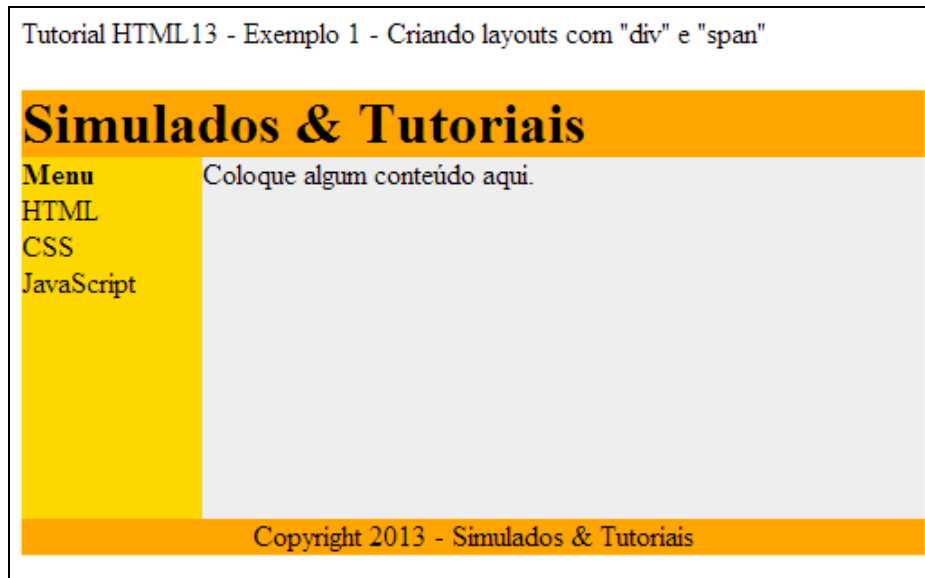 Tutorial HTML13 - Exemplo 1 - Criando layouts com "div" e "span"
Simulados & Tutoriais
Menu
HTML
CSS
JavaScript
Coloque algum conteúdo aqui.
Copyright 2013 - Simulados & Tutoriais